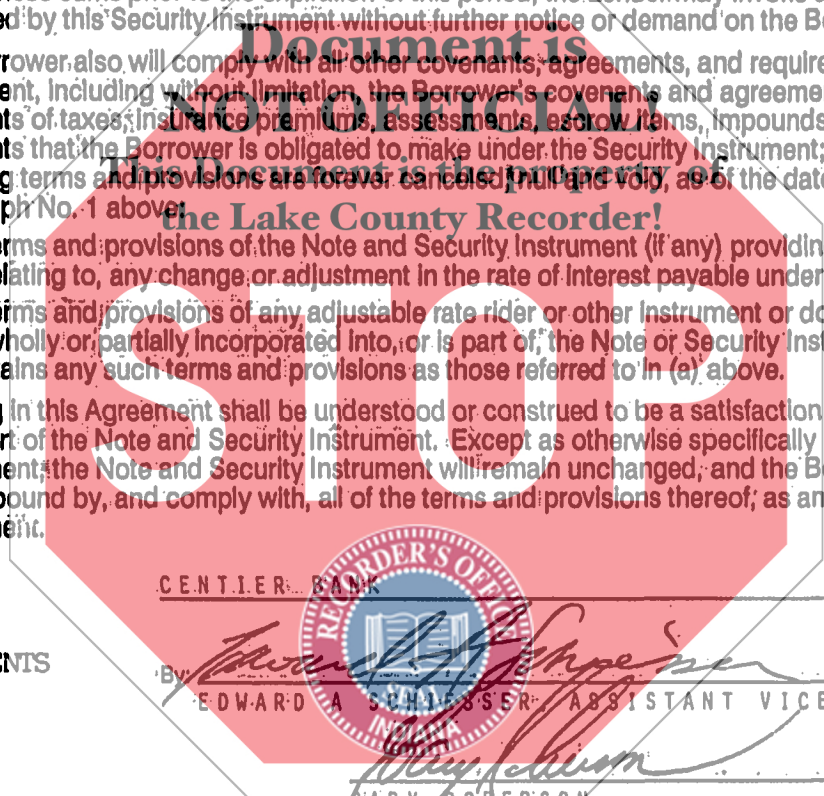 ed by this Security Instrument without further notice or demand on the B
Document is
rower also will comply with all other covenants, agreements, and require
ent, including without limitation, the Borrower's covenants and agreeme
NOT OFFICIAL!
ts of taxes, insurance premiums, assessments, escrow items, impounds
ts that the Borrower is obligated to make under the Security Instrument;
This Document is the property of
g terms and provisions are forever canceled, null and void, as of the date
ph No. 1 above:
the Lake County Recorder!
erms and provisions of the Note and Security Instrument (if any) providin
lating to, any change or adjustment in the rate of interest payable under
erms and provisions of any adjustable rate rider or other instrument or do
wholly or partially incorporated into, or is part of, the Note or Security Inst
ains any such terms and provisions as those referred to in (a) above.
STOP
g in this Agreement shall be understood or construed to be a satisfaction
rt of the Note and Security Instrument. Except as otherwise specifically
ent, the Note and Security Instrument will remain unchanged, and the B
ound by, and comply with, all of the terms and provisions thereof, as am
ent.
RECORDER'S OFFICE
CENTIER BANK
ENTS
By
SEAL
EDWARD A SCHIESSER, ASSISTANT VICE
INDIANA